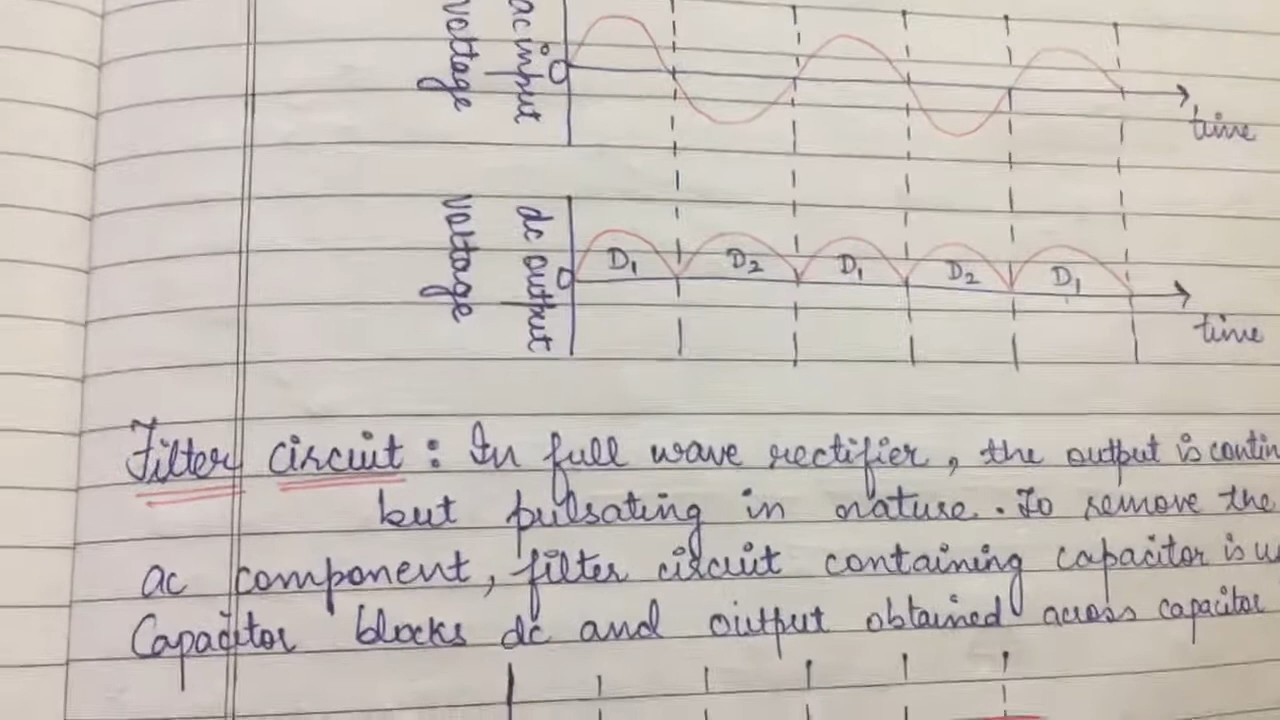 ac input
voltage
0
time
dc output
voltage
0
D1
D2
D1
D2
D1
time
Filter circuit : In full wave rectifier, the output is contin
but pulsating in nature. To remove the
ac component, filter circuit containing capacitor is u
Capacitor blocks dc and output obtained across capacitor